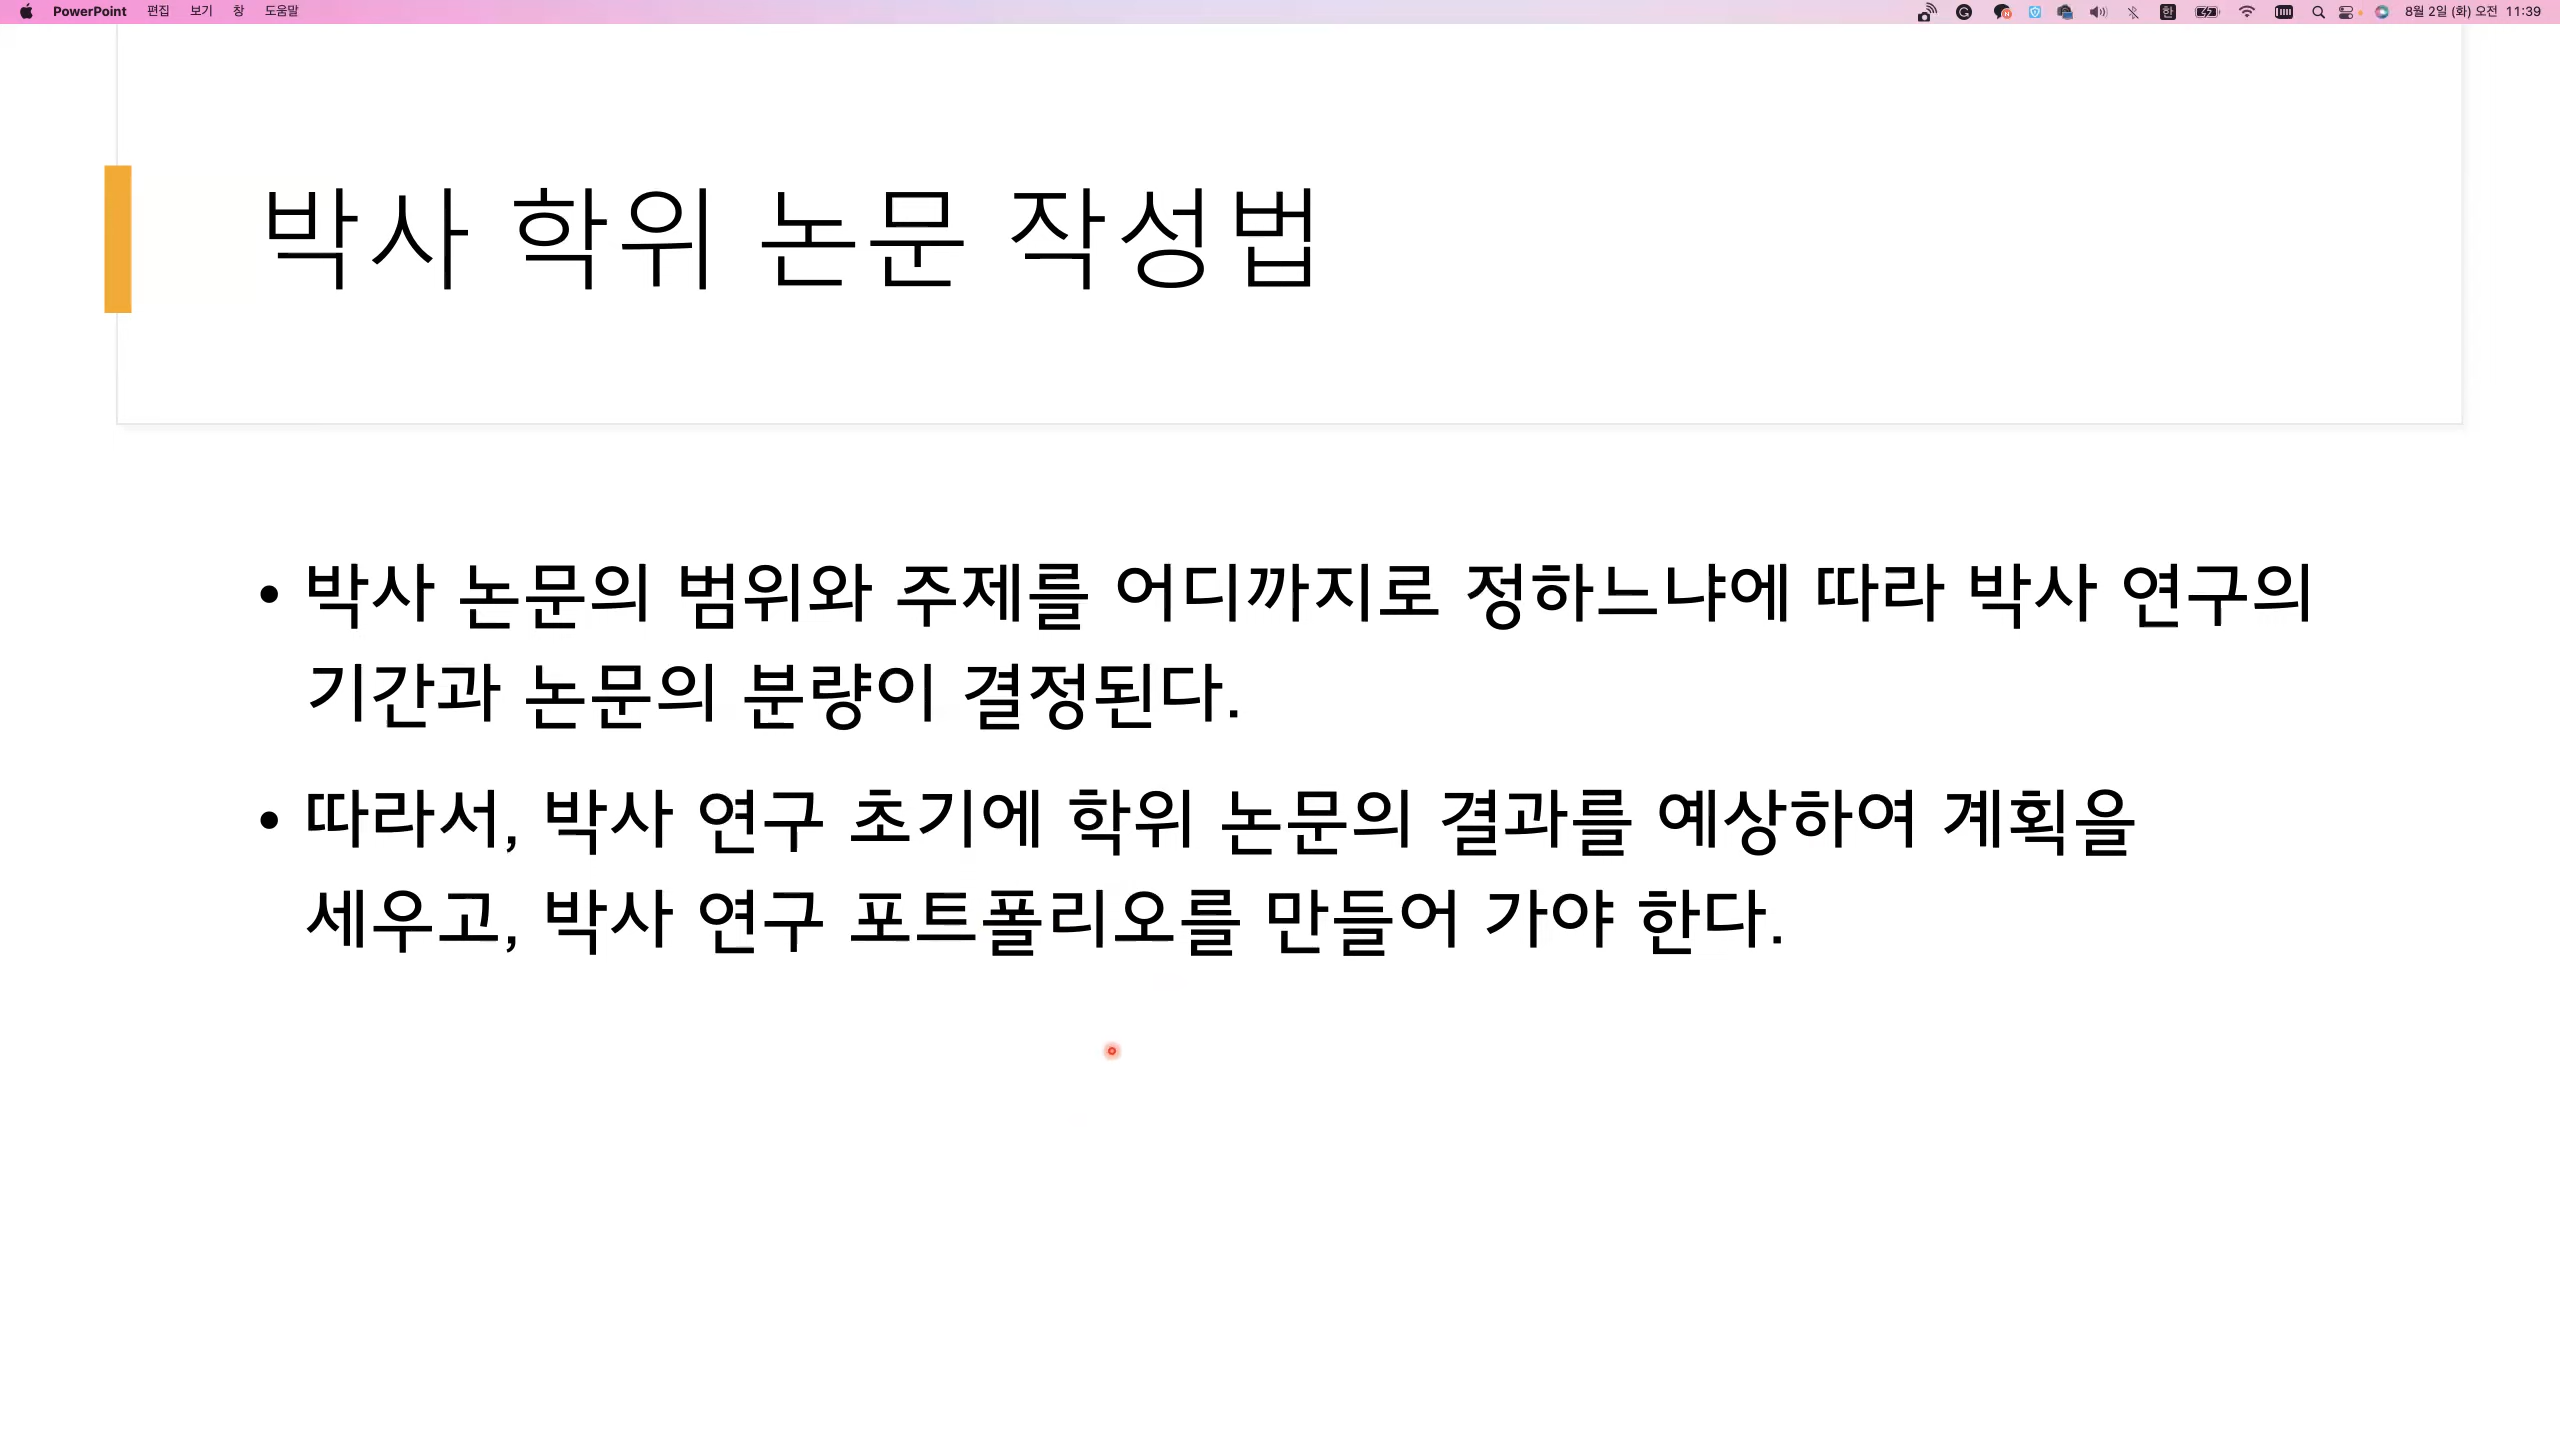 PowerPoint 편집 보기 창 도움말 8월 2일 (화) 오전 11:39
박사 학위 논문 작성법
• 박사 논문의 범위와 주제를 어디까지로 정하느냐에 따라 박사 연구의
기간과 논문의 분량이 결정된다.
• 따라서, 박사 연구 초기에 학위 논문의 결과를 예상하여 계획을
세우고, 박사 연구 포트폴리오를 만들어 가야 한다.